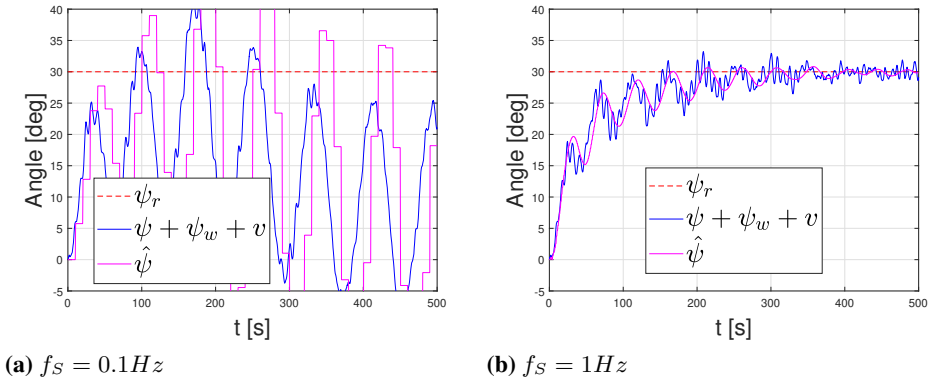 40
35
30
25
20
15
10
5
0
-5
Angle [deg]
ψ_r
ψ + ψ_w + v
ψ̂
0 100 200 300 400 500
t [s]
(a) f_S = 0.1Hz
40
35
30
25
20
15
10
5
0
-5
Angle [deg]
ψ_r
ψ + ψ_w + v
ψ̂
0 100 200 300 400 500
t [s]
(b) f_S = 1Hz